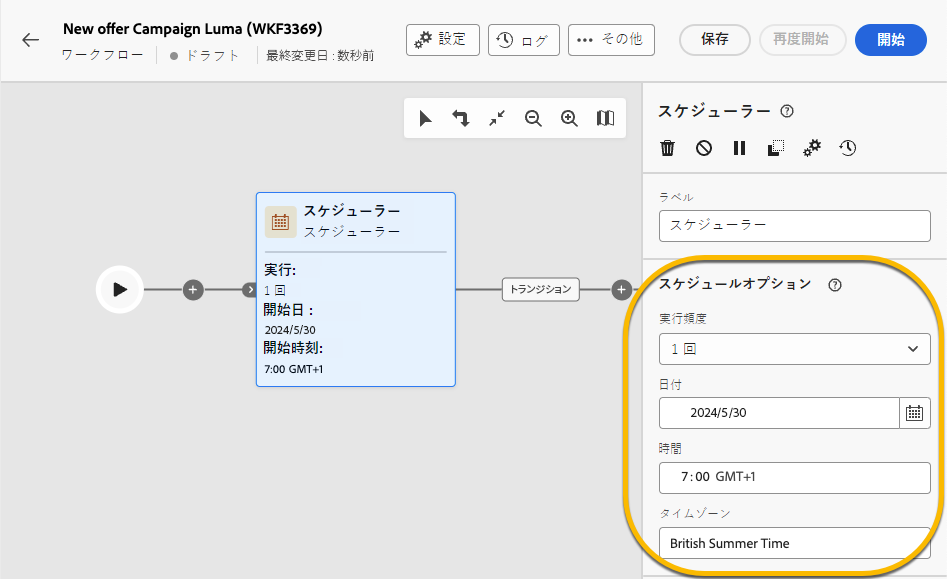 New offer Campaign Luma (WKF3369)
ワークフロー ドラフト 最終変更日 : 数秒前
設定 ログ その他 保存 再度開始 開始
スケジューラー
スケジューラー
実行:
1 回
開始日 :
2024/5/30
開始時刻:
7:00 GMT+1
トランジション
スケジューラー
ラベル
スケジューラー
スケジュールオプション
実行頻度
1 回
日付
2024/5/30
時間
7:00 GMT+1
タイムゾーン
British Summer Time